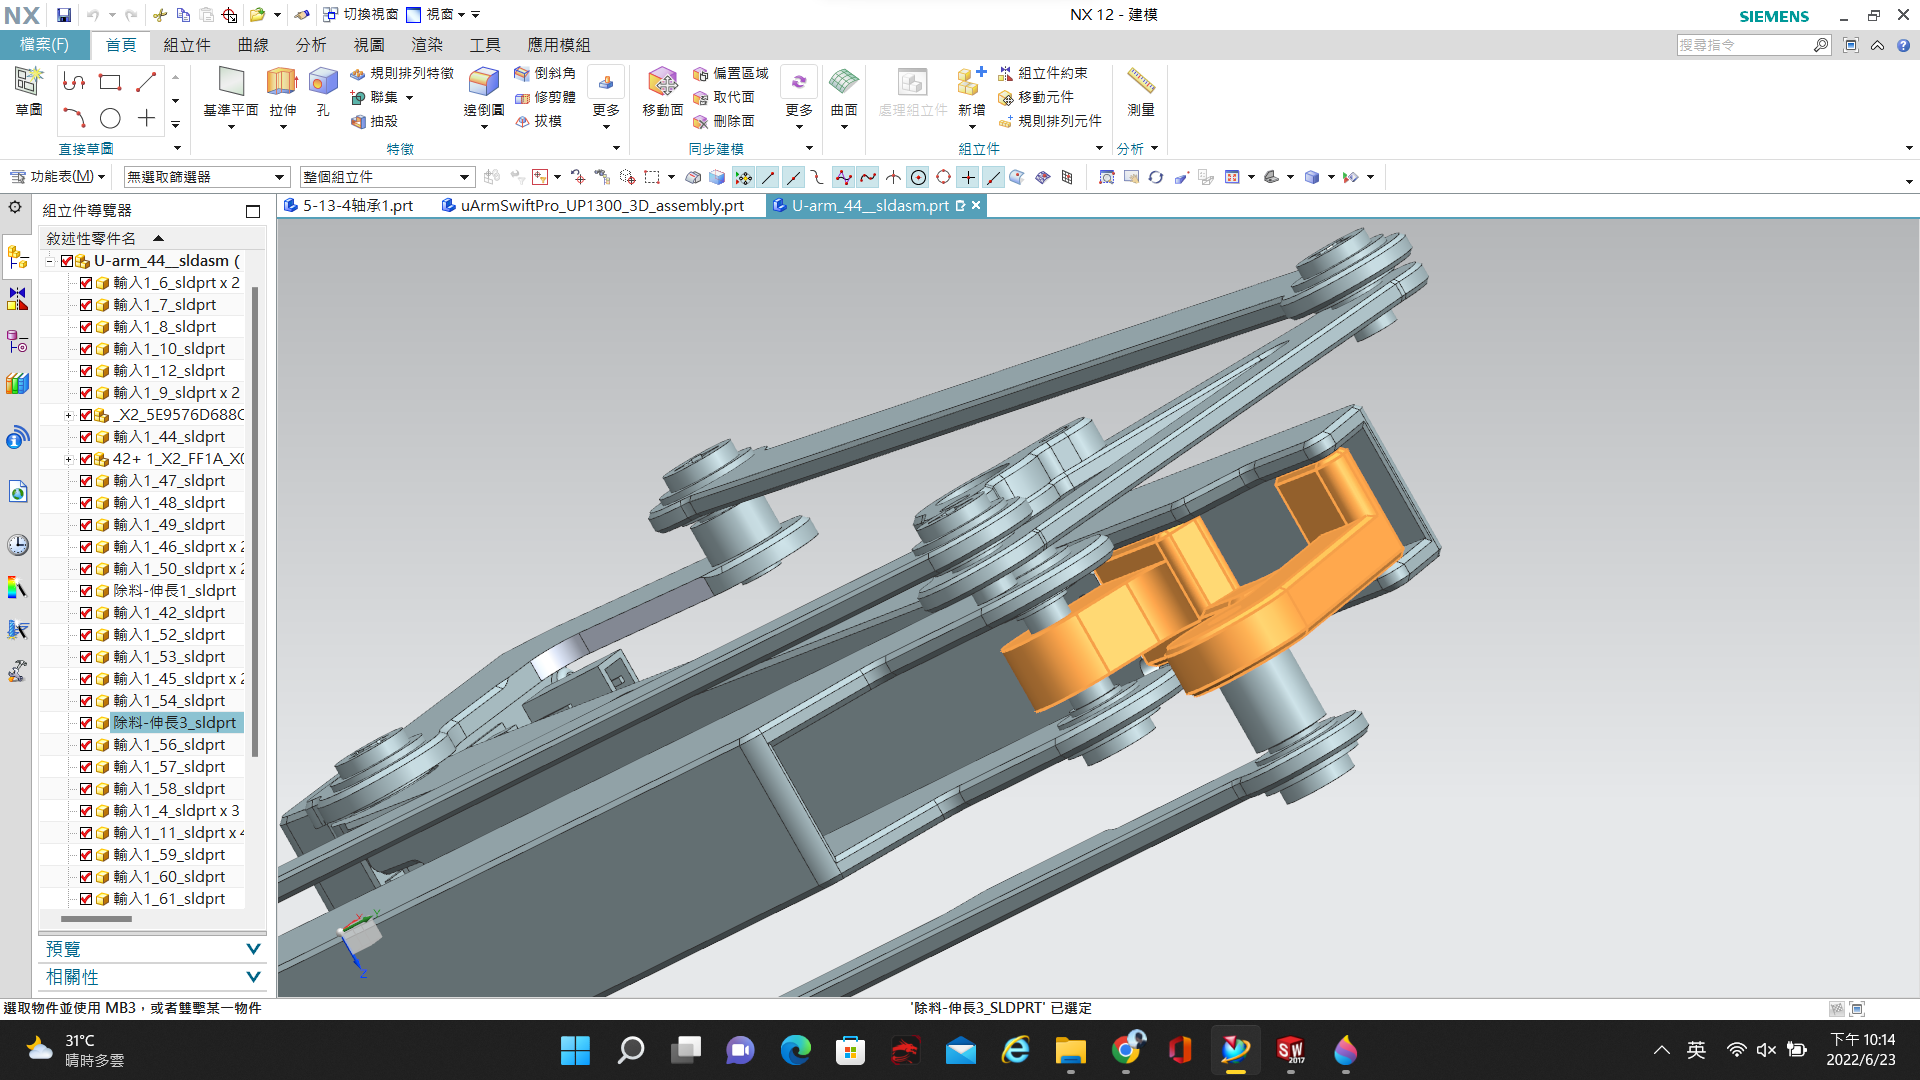 NX
切換視窗
視窗
NX 12 - 建模
SIEMENS
檔案(F)
首頁
組立件
曲線
分析
視圖
渲染
工具
應用模組
搜尋指令
草圖
基準平面
拉伸
孔
規則排列特徵
聯集
抽殼
邊倒圓
倒斜角
修剪體
拔模
更多
移動面
偏置區域
取代面
刪除面
更多
曲面
處理組立件
新增
組立件約束
移動元件
規則排列元件
測量
直接草圖
特徵
同步建模
組立件
分析
功能表(M)
無選取篩選器
整個組立件
組立件導覽器
5-13-4轴承1.prt
uArmSwiftPro_UP1300_3D_assembly.prt
U-arm_44__sldasm.prt
敘述性零件名
U-arm_44__sldasm (
輸入1_6_sldprt x 2
輸入1_7_sldprt
輸入1_8_sldprt
輸入1_10_sldprt
輸入1_12_sldprt
輸入1_9_sldprt x 2
_X2_5E9576D688C
輸入1_44_sldprt
42+ 1_X2_FF1A_X0
輸入1_47_sldprt
輸入1_48_sldprt
輸入1_49_sldprt
輸入1_46_sldprt x 2
輸入1_50_sldprt x 2
除料-伸長1_sldprt
輸入1_42_sldprt
輸入1_52_sldprt
輸入1_53_sldprt
輸入1_45_sldprt x 2
輸入1_54_sldprt
除料-伸長3_sldprt
輸入1_56_sldprt
輸入1_57_sldprt
輸入1_58_sldprt
輸入1_4_sldprt x 3
輸入1_11_sldprt x 4
輸入1_59_sldprt
輸入1_60_sldprt
輸入1_61_sldprt
預覽
相關性
X
Y
Z
選取物件並使用 MB3，或者雙擊某一物件
'除料-伸長3_SLDPRT' 已選定
31°C
晴時多雲
SW
2017
英
下午 10:14
2022/6/23